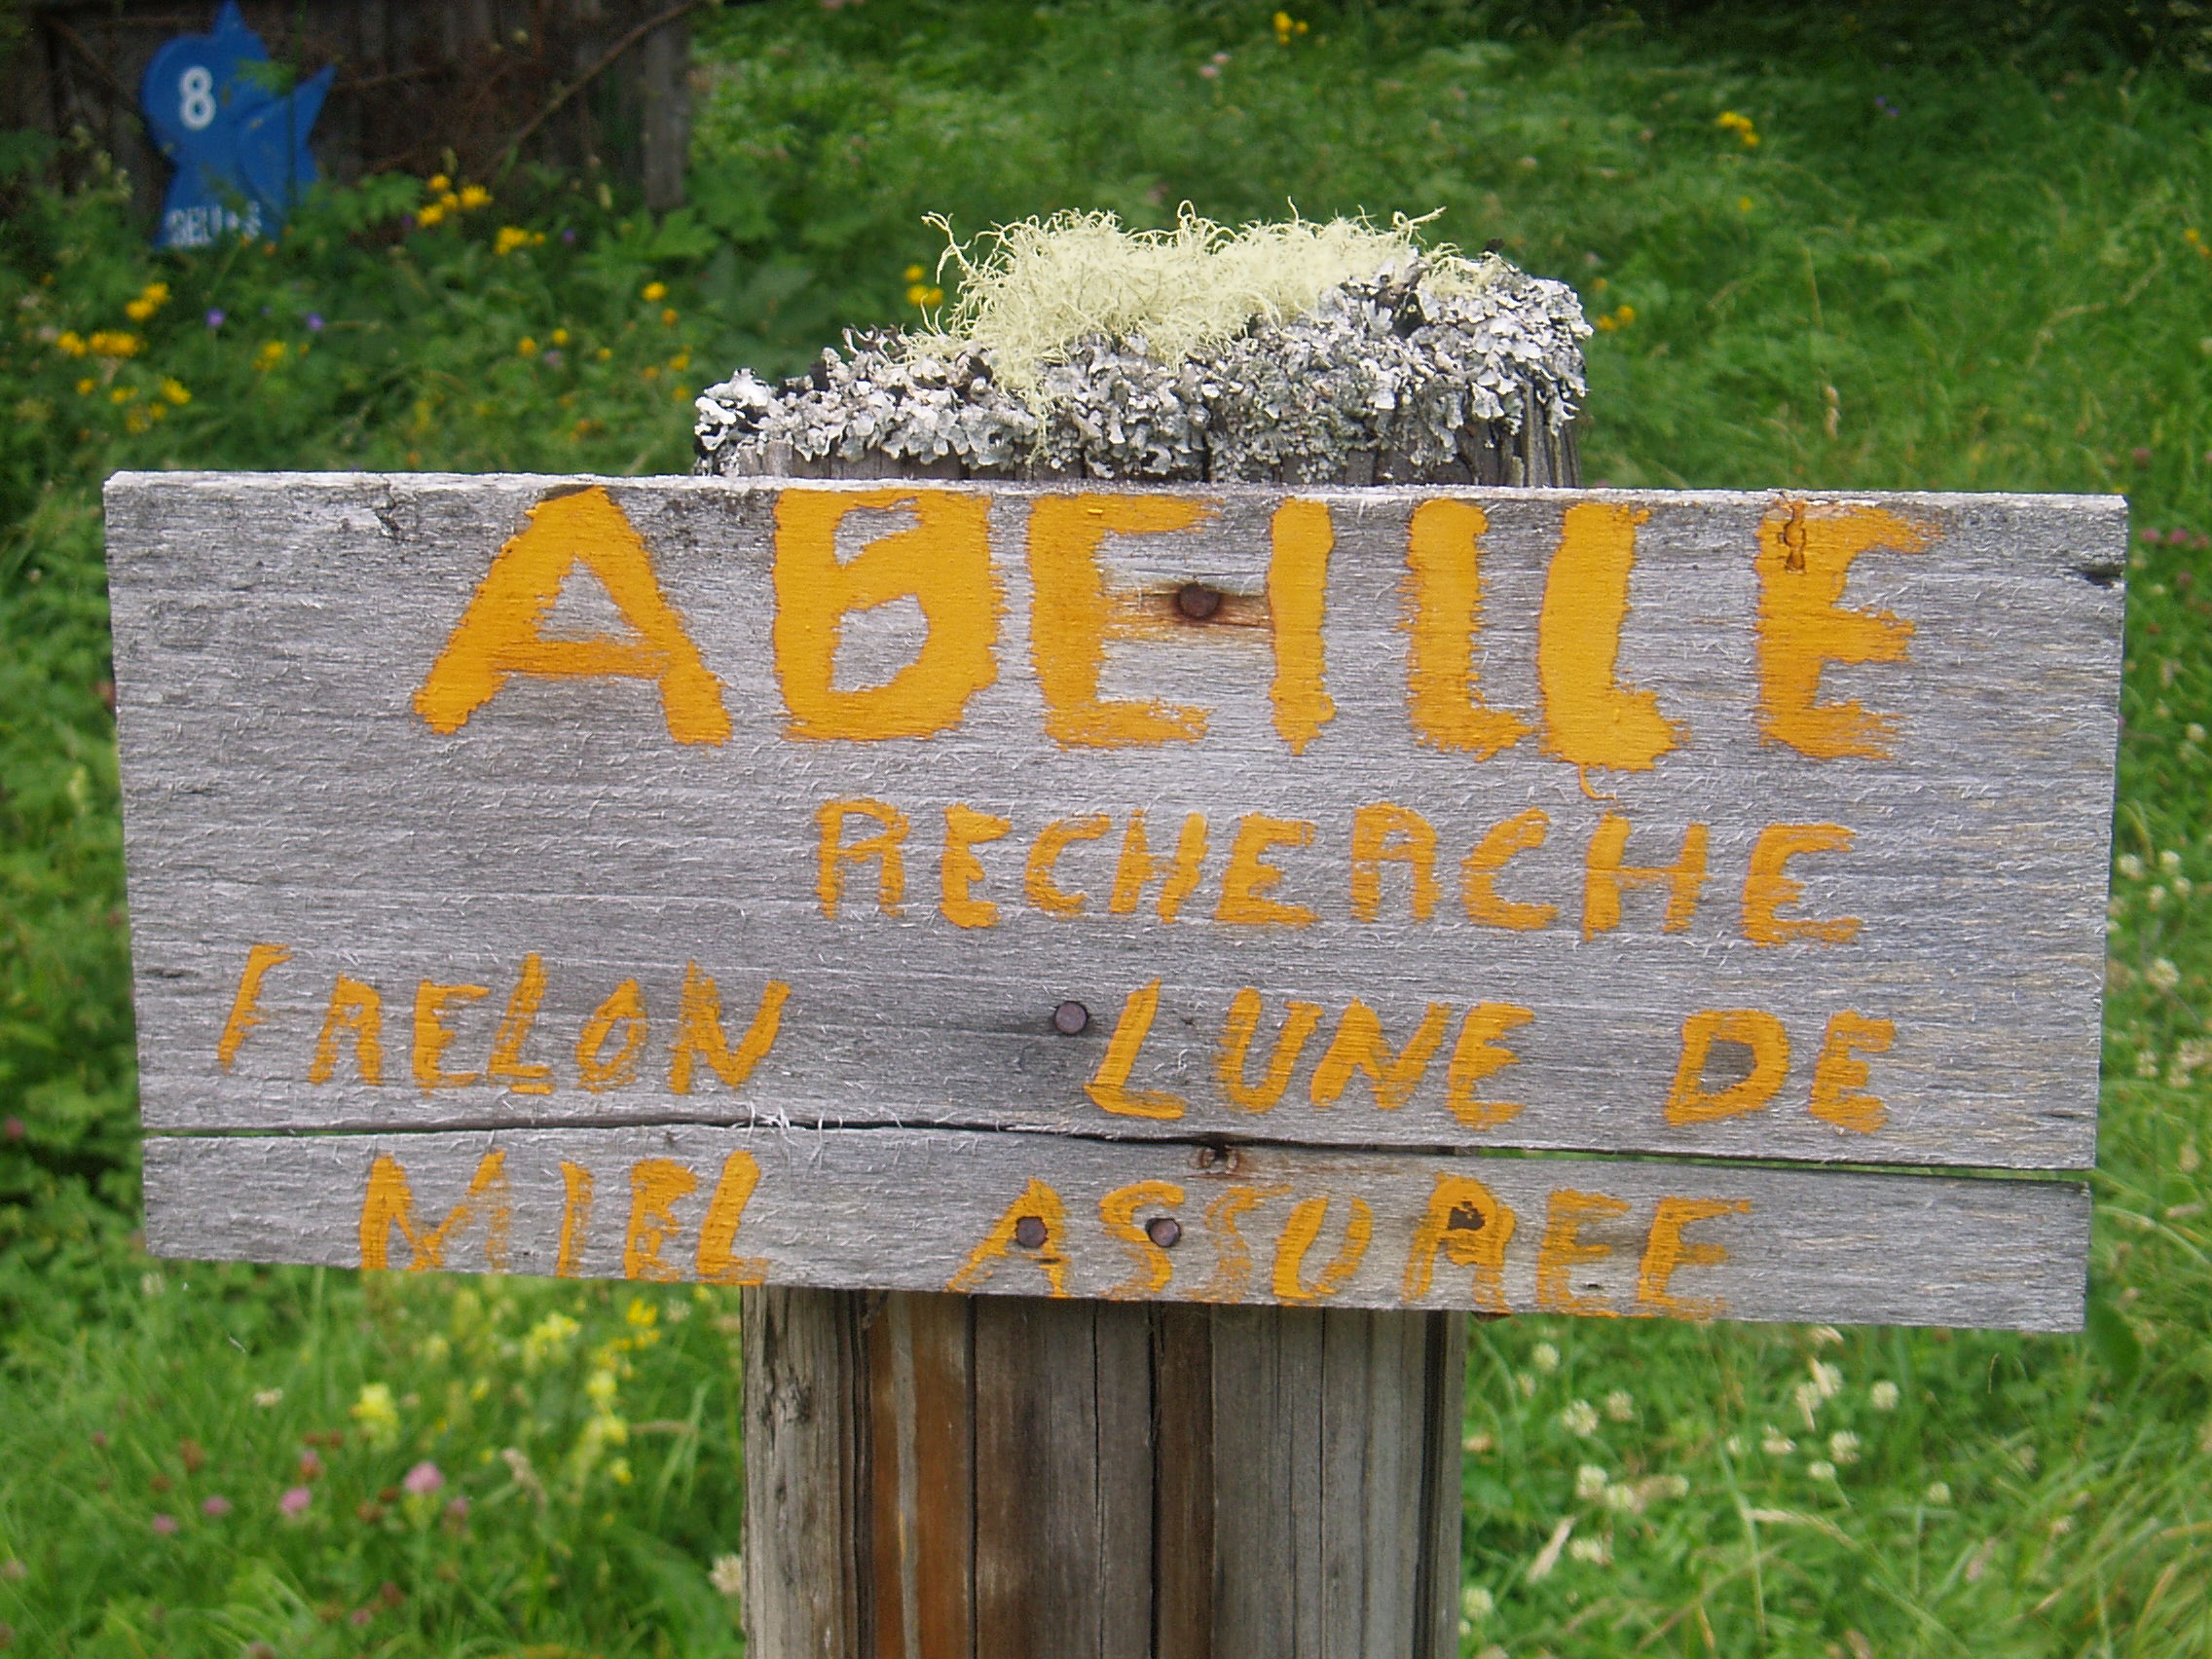 8
ABEILLE
RECHERCHE
FRELON LUNE DE
MIEL ASSUREE